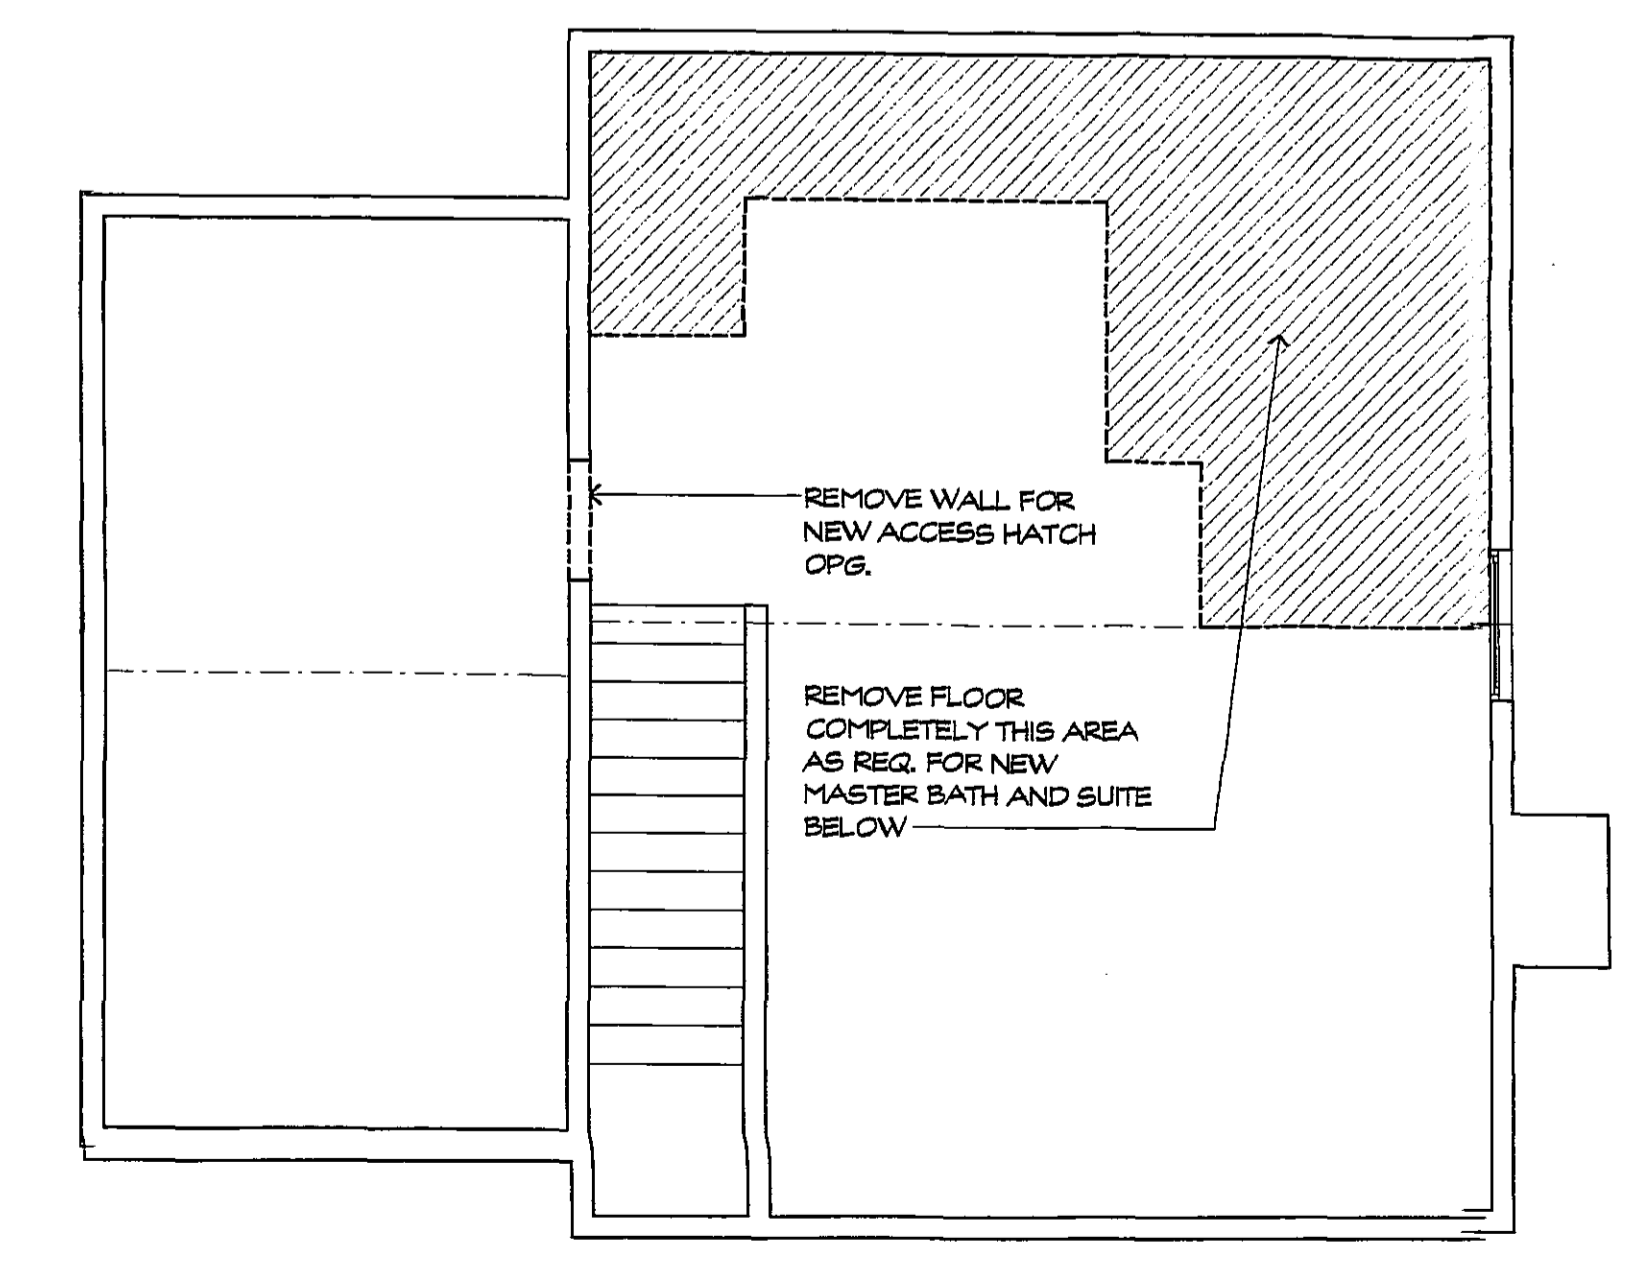 REMOVE WALL FOR
NEW ACCESS HATCH
OPG.
REMOVE FLOOR
COMPLETELY THIS AREA
AS REQ. FOR NEW
MASTER BATH AND SUITE
BELOW